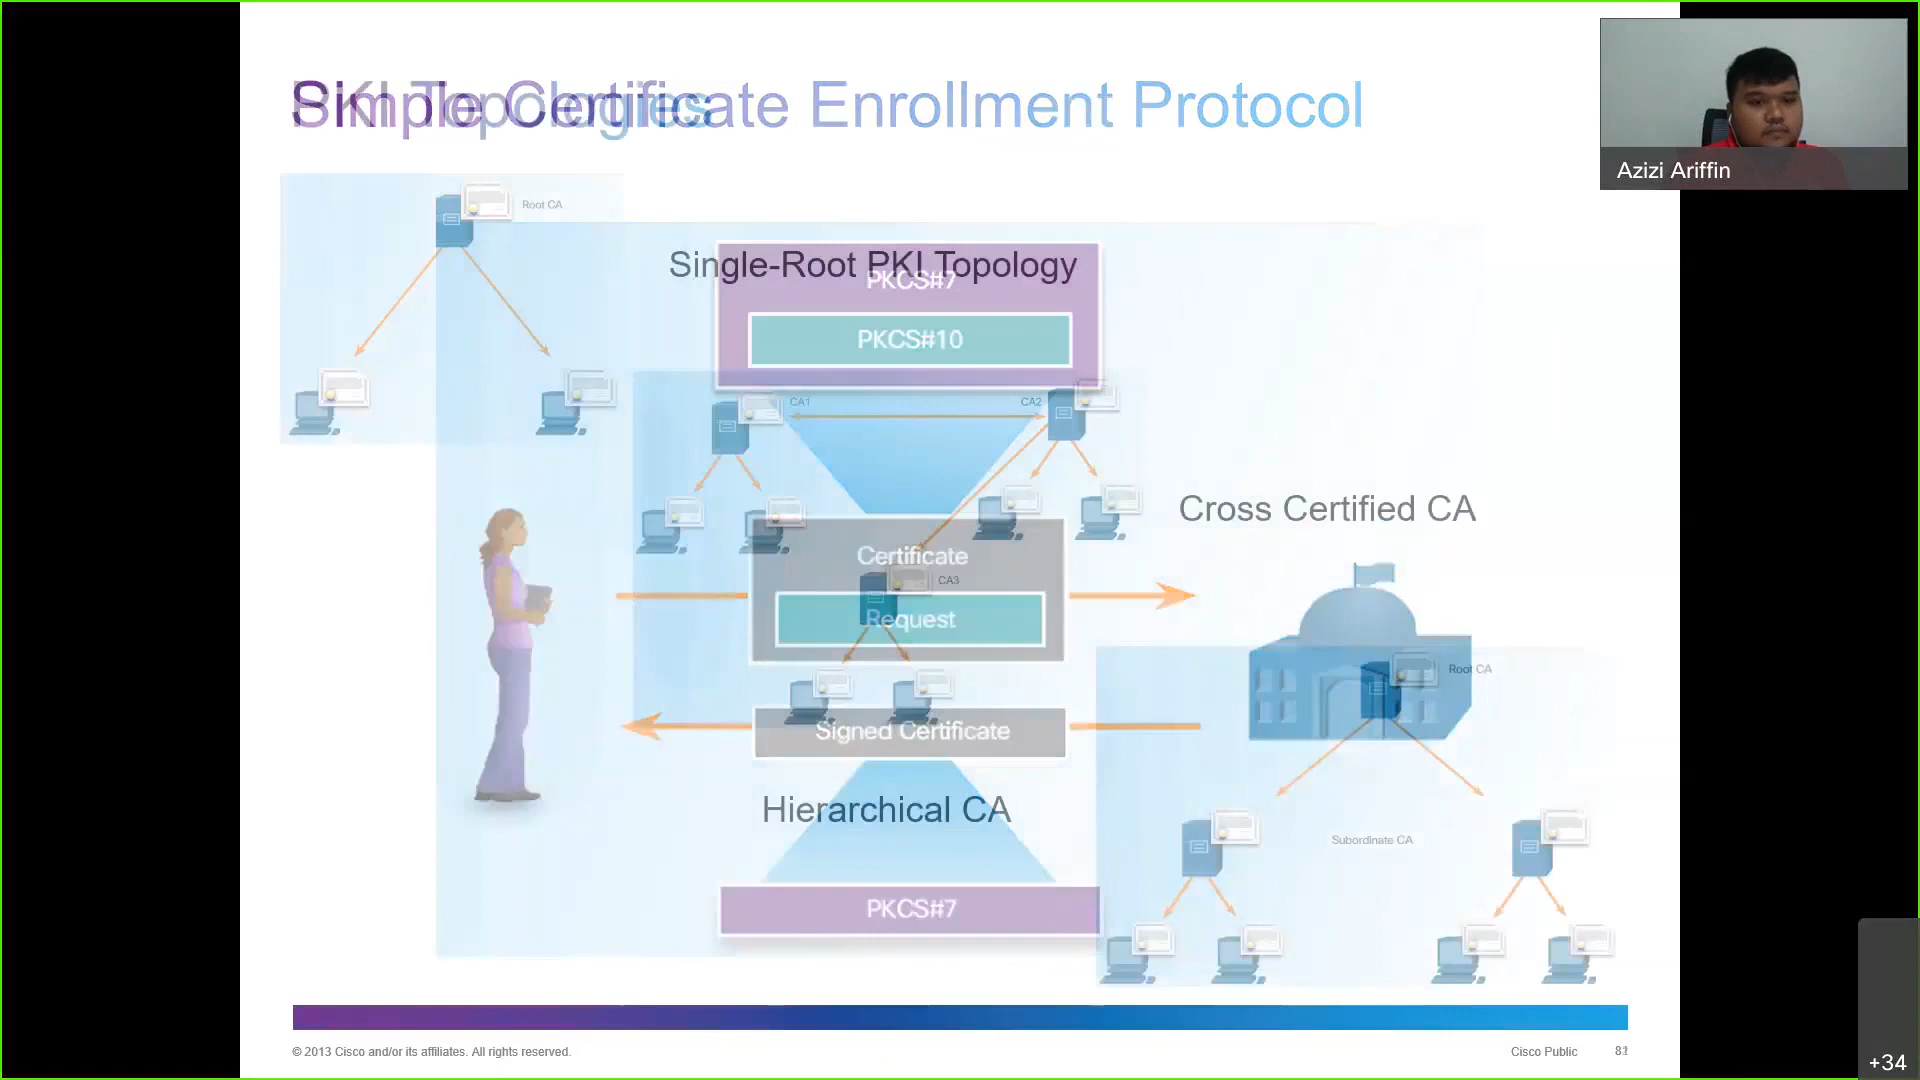 Simple Certificate Enrollment Protocol
PKI Topologies
Azizi Ariffin
Root CA
Single-Root PKI Topology
PKCS#7
PKCS#10
CA1
CA2
Cross Certified CA
Certificate
CA3
Request
Root CA
Signed Certificate
Hierarchical CA
Subordinate CA
PKCS#7
© 2013 Cisco and/or its affiliates. All rights reserved.
Cisco Public
+34